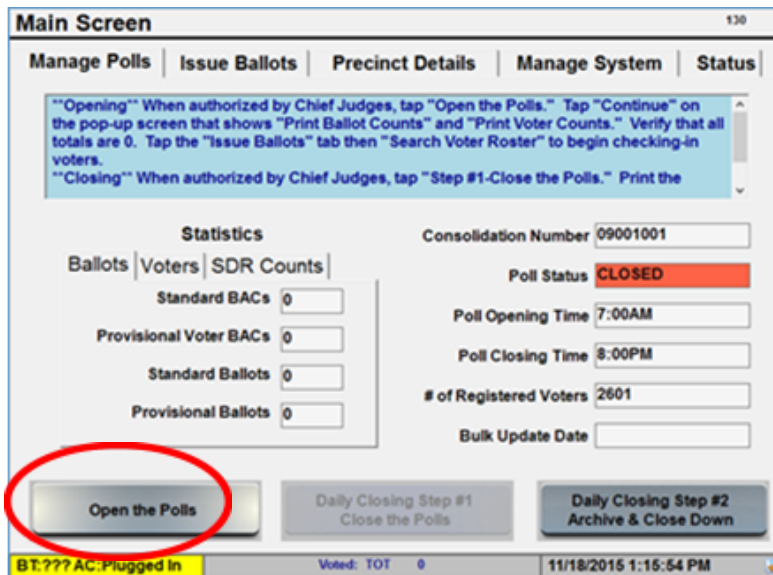 Main Screen 130
Manage Polls Issue Ballots Precinct Details Manage System Status
**Opening** When authorized by Chief Judges, tap "Open the Polls." Tap "Continue" on
the pop-up screen that shows "Print Ballot Counts" and "Print Voter Counts." Verify that all
totals are 0. Tap the "Issue Ballots" tab then "Search Voter Roster" to begin checking-in
voters.
**Closing** When authorized by Chief Judges, tap "Step #1-Close the Polls." Print the
Statistics
Ballots Voters SDR Counts
Standard BACs 0
Provisional Voter BACs 0
Standard Ballots 0
Provisional Ballots 0
Consolidation Number 09001001
Poll Status CLOSED
Poll Opening Time 7:00AM
Poll Closing Time 8:00PM
# of Registered Voters 2601
Bulk Update Date
Open the Polls
Daily Closing Step #1
Close the Polls
Daily Closing Step #2
Archive & Close Down
BT:??? AC:Plugged In Voted: TOT 0 11/18/2015 1:15:54 PM